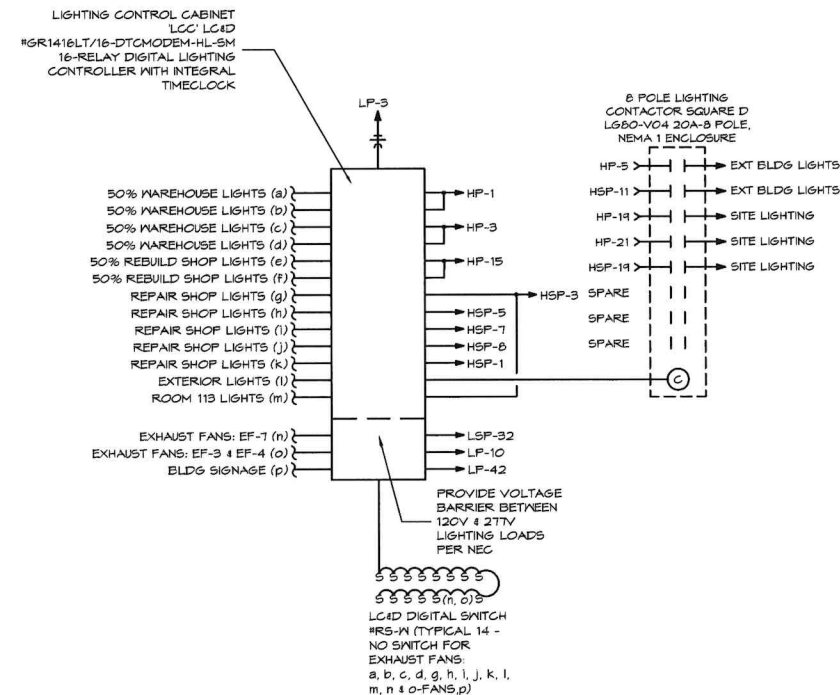 LIGHTING CONTROL CABINET
'LCC' LC&D
#GR1416LT/16-DTCMODEM-HL-SM
16-RELAY DIGITAL LIGHTING
CONTROLLER WITH INTEGRAL
TIMECLOCK
LP-3
8 POLE LIGHTING
CONTACTOR SQUARE D
LG80-V04 20A-8 POLE,
NEMA 1 ENCLOSURE
HP-5
EXT BLDG LIGHTS
HSP-11
EXT BLDG LIGHTS
HP-19
SITE LIGHTING
HP-21
SITE LIGHTING
HSP-19
SITE LIGHTING
SPARE
SPARE
SPARE
C
50% WAREHOUSE LIGHTS (a)
50% WAREHOUSE LIGHTS (b)
50% WAREHOUSE LIGHTS (c)
50% WAREHOUSE LIGHTS (d)
50% REBUILD SHOP LIGHTS (e)
50% REBUILD SHOP LIGHTS (f)
REPAIR SHOP LIGHTS (g)
REPAIR SHOP LIGHTS (h)
REPAIR SHOP LIGHTS (i)
REPAIR SHOP LIGHTS (j)
REPAIR SHOP LIGHTS (k)
EXTERIOR LIGHTS (l)
ROOM 113 LIGHTS (m)
EXHAUST FANS: EF-7 (n)
EXHAUST FANS: EF-3 & EF-4 (o)
BLDG SIGNAGE (p)
HP-1
HP-3
HP-15
HSP-3
HSP-5
HSP-7
HSP-8
HSP-1
LSP-32
LP-10
LP-42
PROVIDE VOLTAGE
BARRIER BETWEEN
120V & 277V
LIGHTING LOADS
PER NEC
S S S S S S S S
S S S S S (n, o) S
LC&D DIGITAL SWITCH
#RS-W (TYPICAL 14 -
NO SWITCH FOR
EXHAUST FANS:
a, b, c, d, g, h, i, j, k, l,
m, n & o-FANS,p)